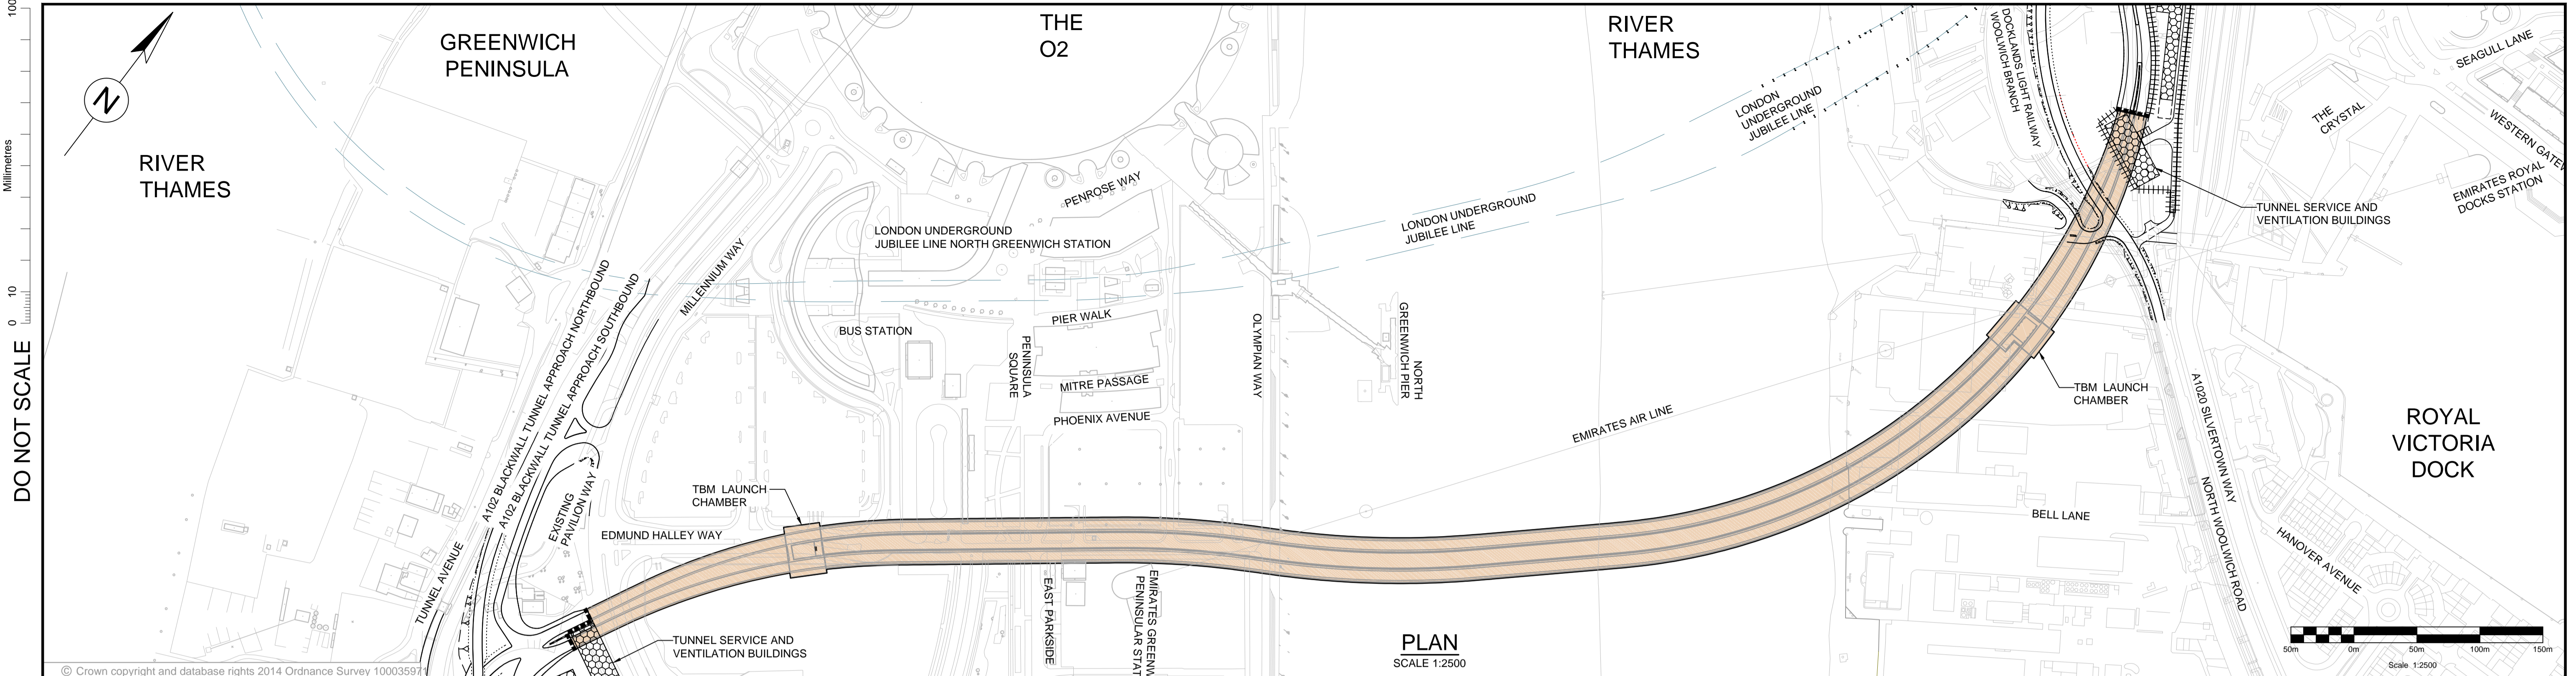 100
Millimetres
10
0
DO NOT SCALE
N
RIVER
THAMES
GREENWICH
PENINSULA
THE
O2
RIVER
THAMES
LONDON
UNDERGROUND
JUBILEE LINE
DOCKLANDS LIGHT RAILWAY
WOOLWICH BRANCH
SEAGULL LANE
THE
CRYSTAL
WESTERN GATEW
EMIRATES ROYAL
DOCKS STATION
TUNNEL SERVICE AND
VENTILATION BUILDINGS
PENROSE WAY
LONDON UNDERGROUND
JUBILEE LINE NORTH GREENWICH STATION
LONDON UNDERGROUND
JUBILEE LINE
MILLENNIUM WAY
A102 BLACKWALL TUNNEL APPROACH NORTHBOUND
A102 BLACKWALL TUNNEL APPROACH SOUTHBOUND
BUS STATION
PIER WALK
PENINSULA
SQUARE
MITRE PASSAGE
PHOENIX AVENUE
OLYMPIAN WAY
NORTH
GREENWICH PIER
EMIRATES AIR LINE
TBM LAUNCH
CHAMBER
A1020 SILVERTOWN WAY
NORTH WOOLWICH ROAD
ROYAL
VICTORIA
DOCK
BELL LANE
HANOVER AVENUE
TBM LAUNCH
CHAMBER
EXISTING
PAVILION WAY
EDMUND HALLEY WAY
TUNNEL AVENUE
EAST PARKSIDE
EMIRATES GREENW
PENINSULAR STAT
TUNNEL SERVICE AND
VENTILATION BUILDINGS
PLAN
SCALE 1:2500
50m 0m 50m 100m 150m
Scale 1:2500
© Crown copyright and database rights 2014 Ordnance Survey 10003597